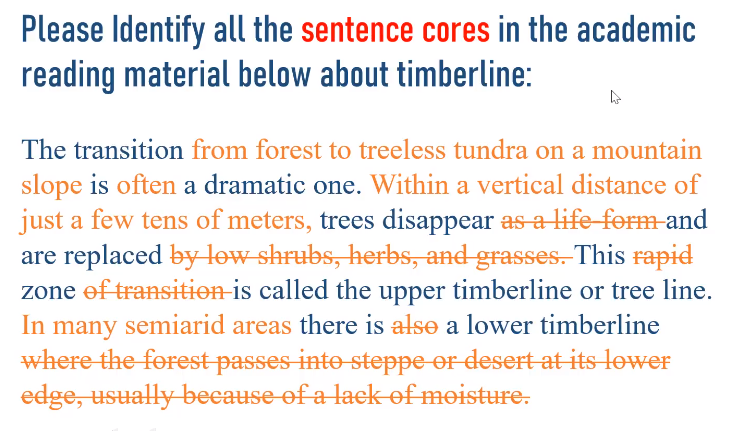 Please Identify all the sentence cores in the academic
reading material below about timberline:
The transition from forest to treeless tundra on a mountain
slope is often a dramatic one. Within a vertical distance of
just a few tens of meters, trees disappear as a life-form and
are replaced by low shrubs, herbs, and grasses. This rapid
zone of transition is called the upper timberline or tree line.
In many semiarid areas there is also a lower timberline
where the forest passes into steppe or desert at its lower
edge, usually because of a lack of moisture.